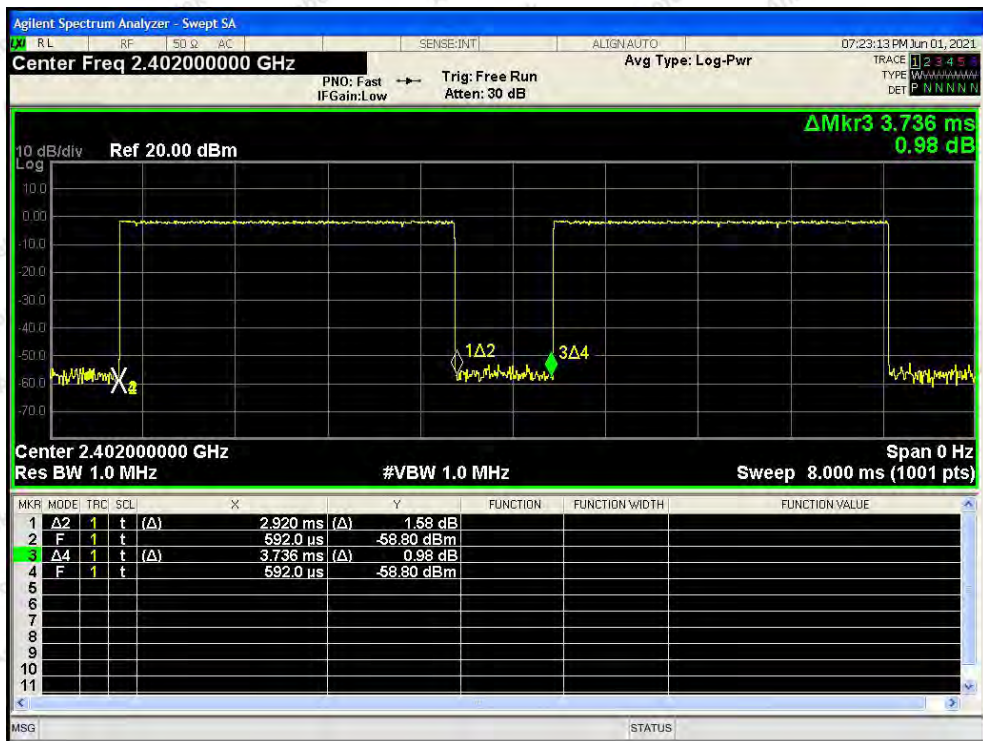 Agilent Spectrum Analyzer - Swept SA
LXI RL RF 50 Ω AC SENSE:INT ALIGN AUTO 07:23:13 PM Jun 01, 2021
Center Freq 2.402000000 GHz Avg Type: Log-Pwr TRACE 1 2 3 4 5 6
PNO: Fast Trig: Free Run TYPE WWWWWW
IFGain:Low Atten: 30 dB DET P N N N N N
ΔMkr3 3.736 ms
10 dB/div Ref 20.00 dBm 0.98 dB
Log
10.0
0.00
-10.0
-20.0
-30.0
-40.0
-50.0 1Δ2 3Δ4
-60.0
-70.0
Center 2.402000000 GHz Span 0 Hz
Res BW 1.0 MHz #VBW 1.0 MHz Sweep 8.000 ms (1001 pts)
MKR MODE TRC SCL X Y FUNCTION FUNCTION WIDTH FUNCTION VALUE
1 Δ2 1 t (Δ) 2.920 ms (Δ) 1.58 dB
2 F 1 t 592.0 µs -58.80 dBm
3 Δ4 1 t (Δ) 3.736 ms (Δ) 0.98 dB
4 F 1 t 592.0 µs -58.80 dBm
5
6
7
8
9
10
11
MSG STATUS